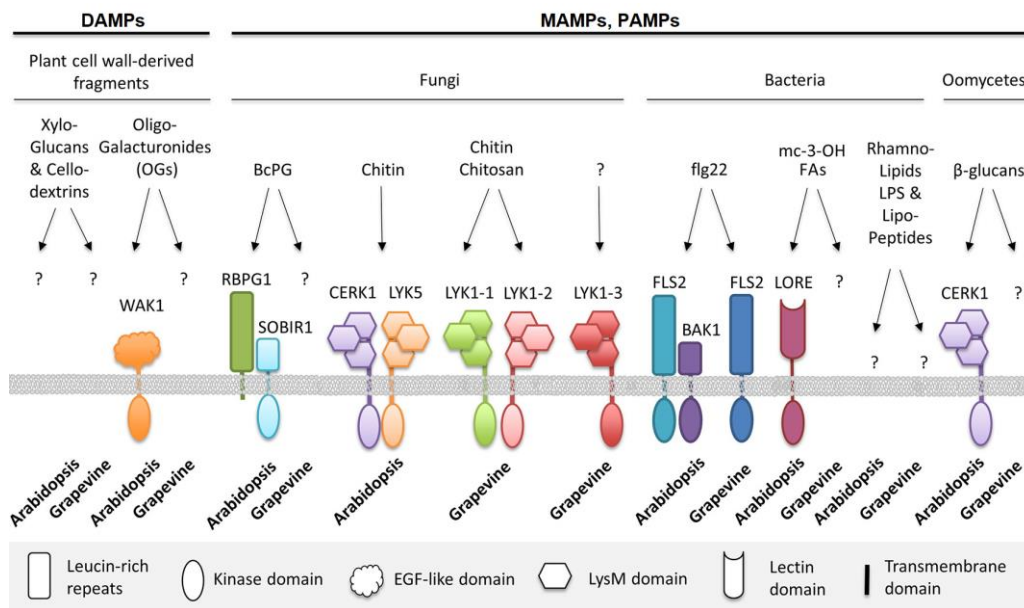 DAMPs
MAMPs, PAMPs
Plant cell wall-derived
fragments
Fungi
Bacteria
Oomycetes
Xylo-
Glucans
& Cello-
dextrins
Oligo-
Galacturonides
(OGs)
BcPG
Chitin
Chitin
Chitosan
?
flg22
mc-3-OH
FAs
Rhamno-
Lipids
LPS &
Lipo-
Peptides
β-glucans
?
?
WAK1
?
RBPG1
?
SOBIR1
CERK1
LYK5
LYK1-1
LYK1-2
LYK1-3
FLS2
BAK1
FLS2
LORE
?
?
?
CERK1
?
Arabidopsis
Grapevine
Arabidopsis
Grapevine
Arabidopsis
Grapevine
Arabidopsis
Grapevine
Grapevine
Arabidopsis
Grapevine
Arabidopsis
Grapevine
Arabidopsis
Grapevine
Arabidopsis
Grapevine
Leucin-rich
repeats
Kinase domain
EGF-like domain
LysM domain
Lectin
domain
Transmembrane
domain